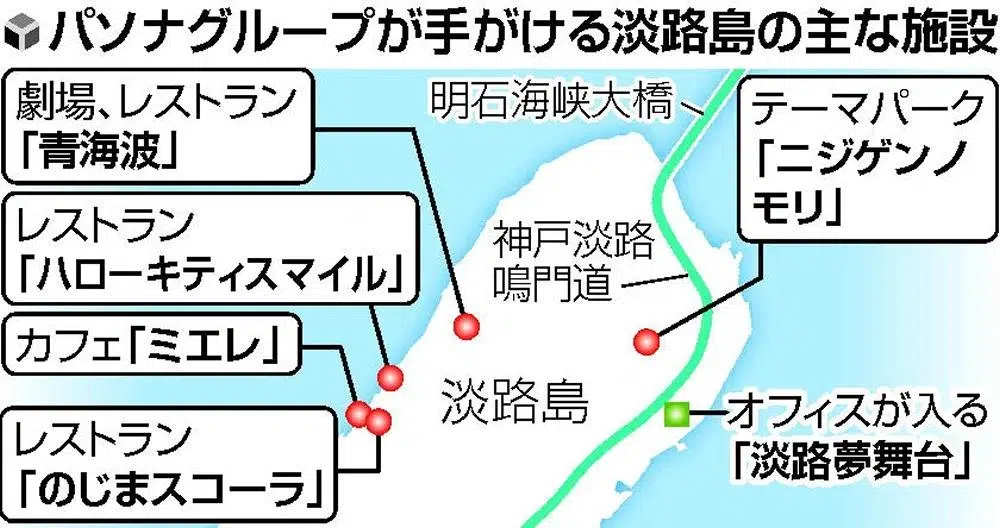 パソナグループが手がける淡路島の主な施設
劇場、レストラン
「青海波」
レストラン
「ハローキティスマイル」
カフェ「ミエレ」
レストラン
「のじまスコーラ」
明石海峡大橋
神戸淡路
鳴門道
淡路島
テーマパーク
「ニジゲンノ
モリ」
オフィスが入る
「淡路夢舞台」